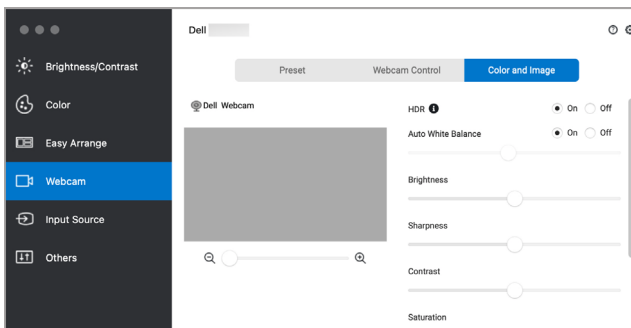 Dell
Brightness/Contrast
Color
Easy Arrange
Webcam
Input Source
Others
Preset
Webcam Control
Color and Image
Dell Webcam
HDR
On
Off
Auto White Balance
On
Off
Brightness
Sharpness
Contrast
Saturation